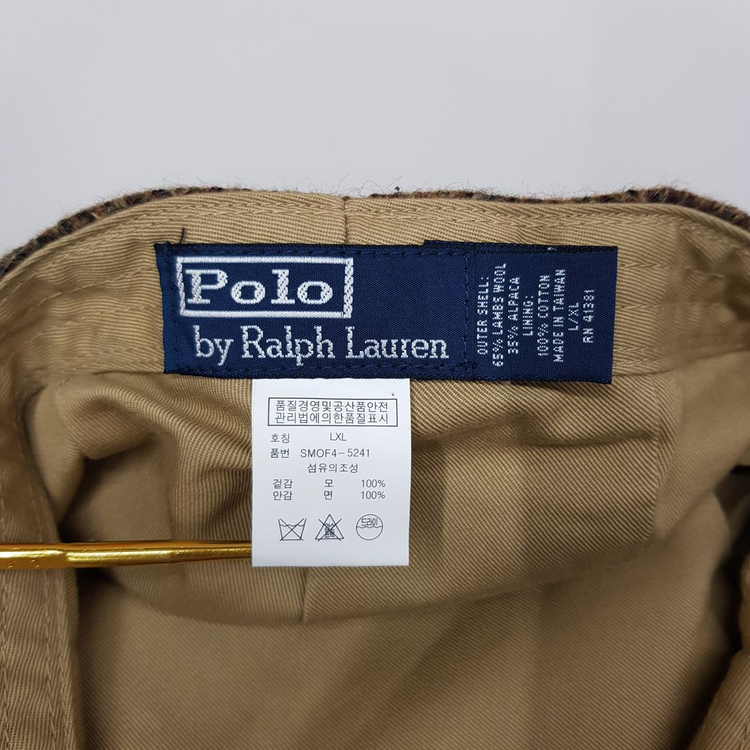 Polo
by Ralph Lauren
OUTER SHELL:
65% LAMBS WOOL
35% ALPACA
LINING:
100% COTTON
MADE IN TAIWAN
L/XL
RN 41381
품질경영및공산품안전
관리법에의한품질표시
호칭 LXL
품번 SMOF4-5241
섬유의조성
겉감 모 100%
안감 면 100%
드라이